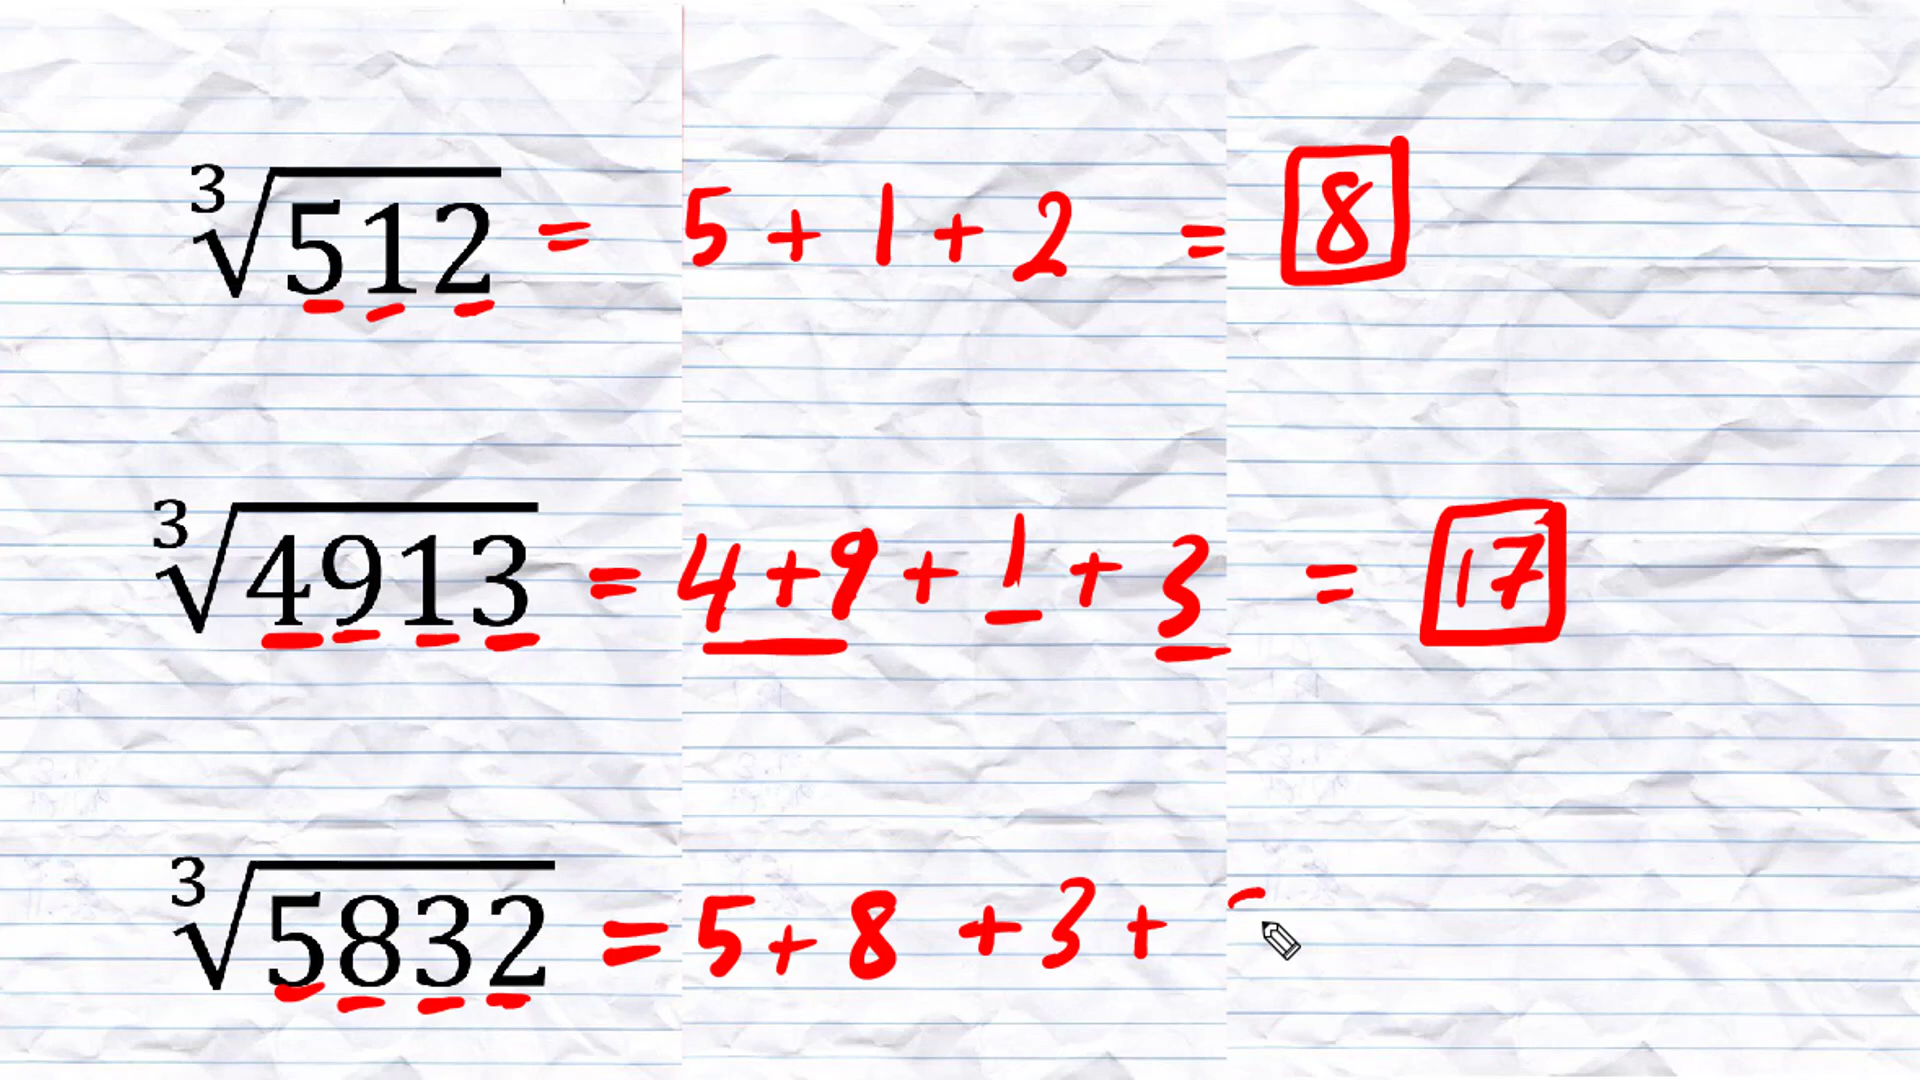 ∛512 = 5 + 1 + 2 = 8
∛4913 = 4 + 9 + 1 + 3 = 17
∛5832 = 5 + 8 + 3 +